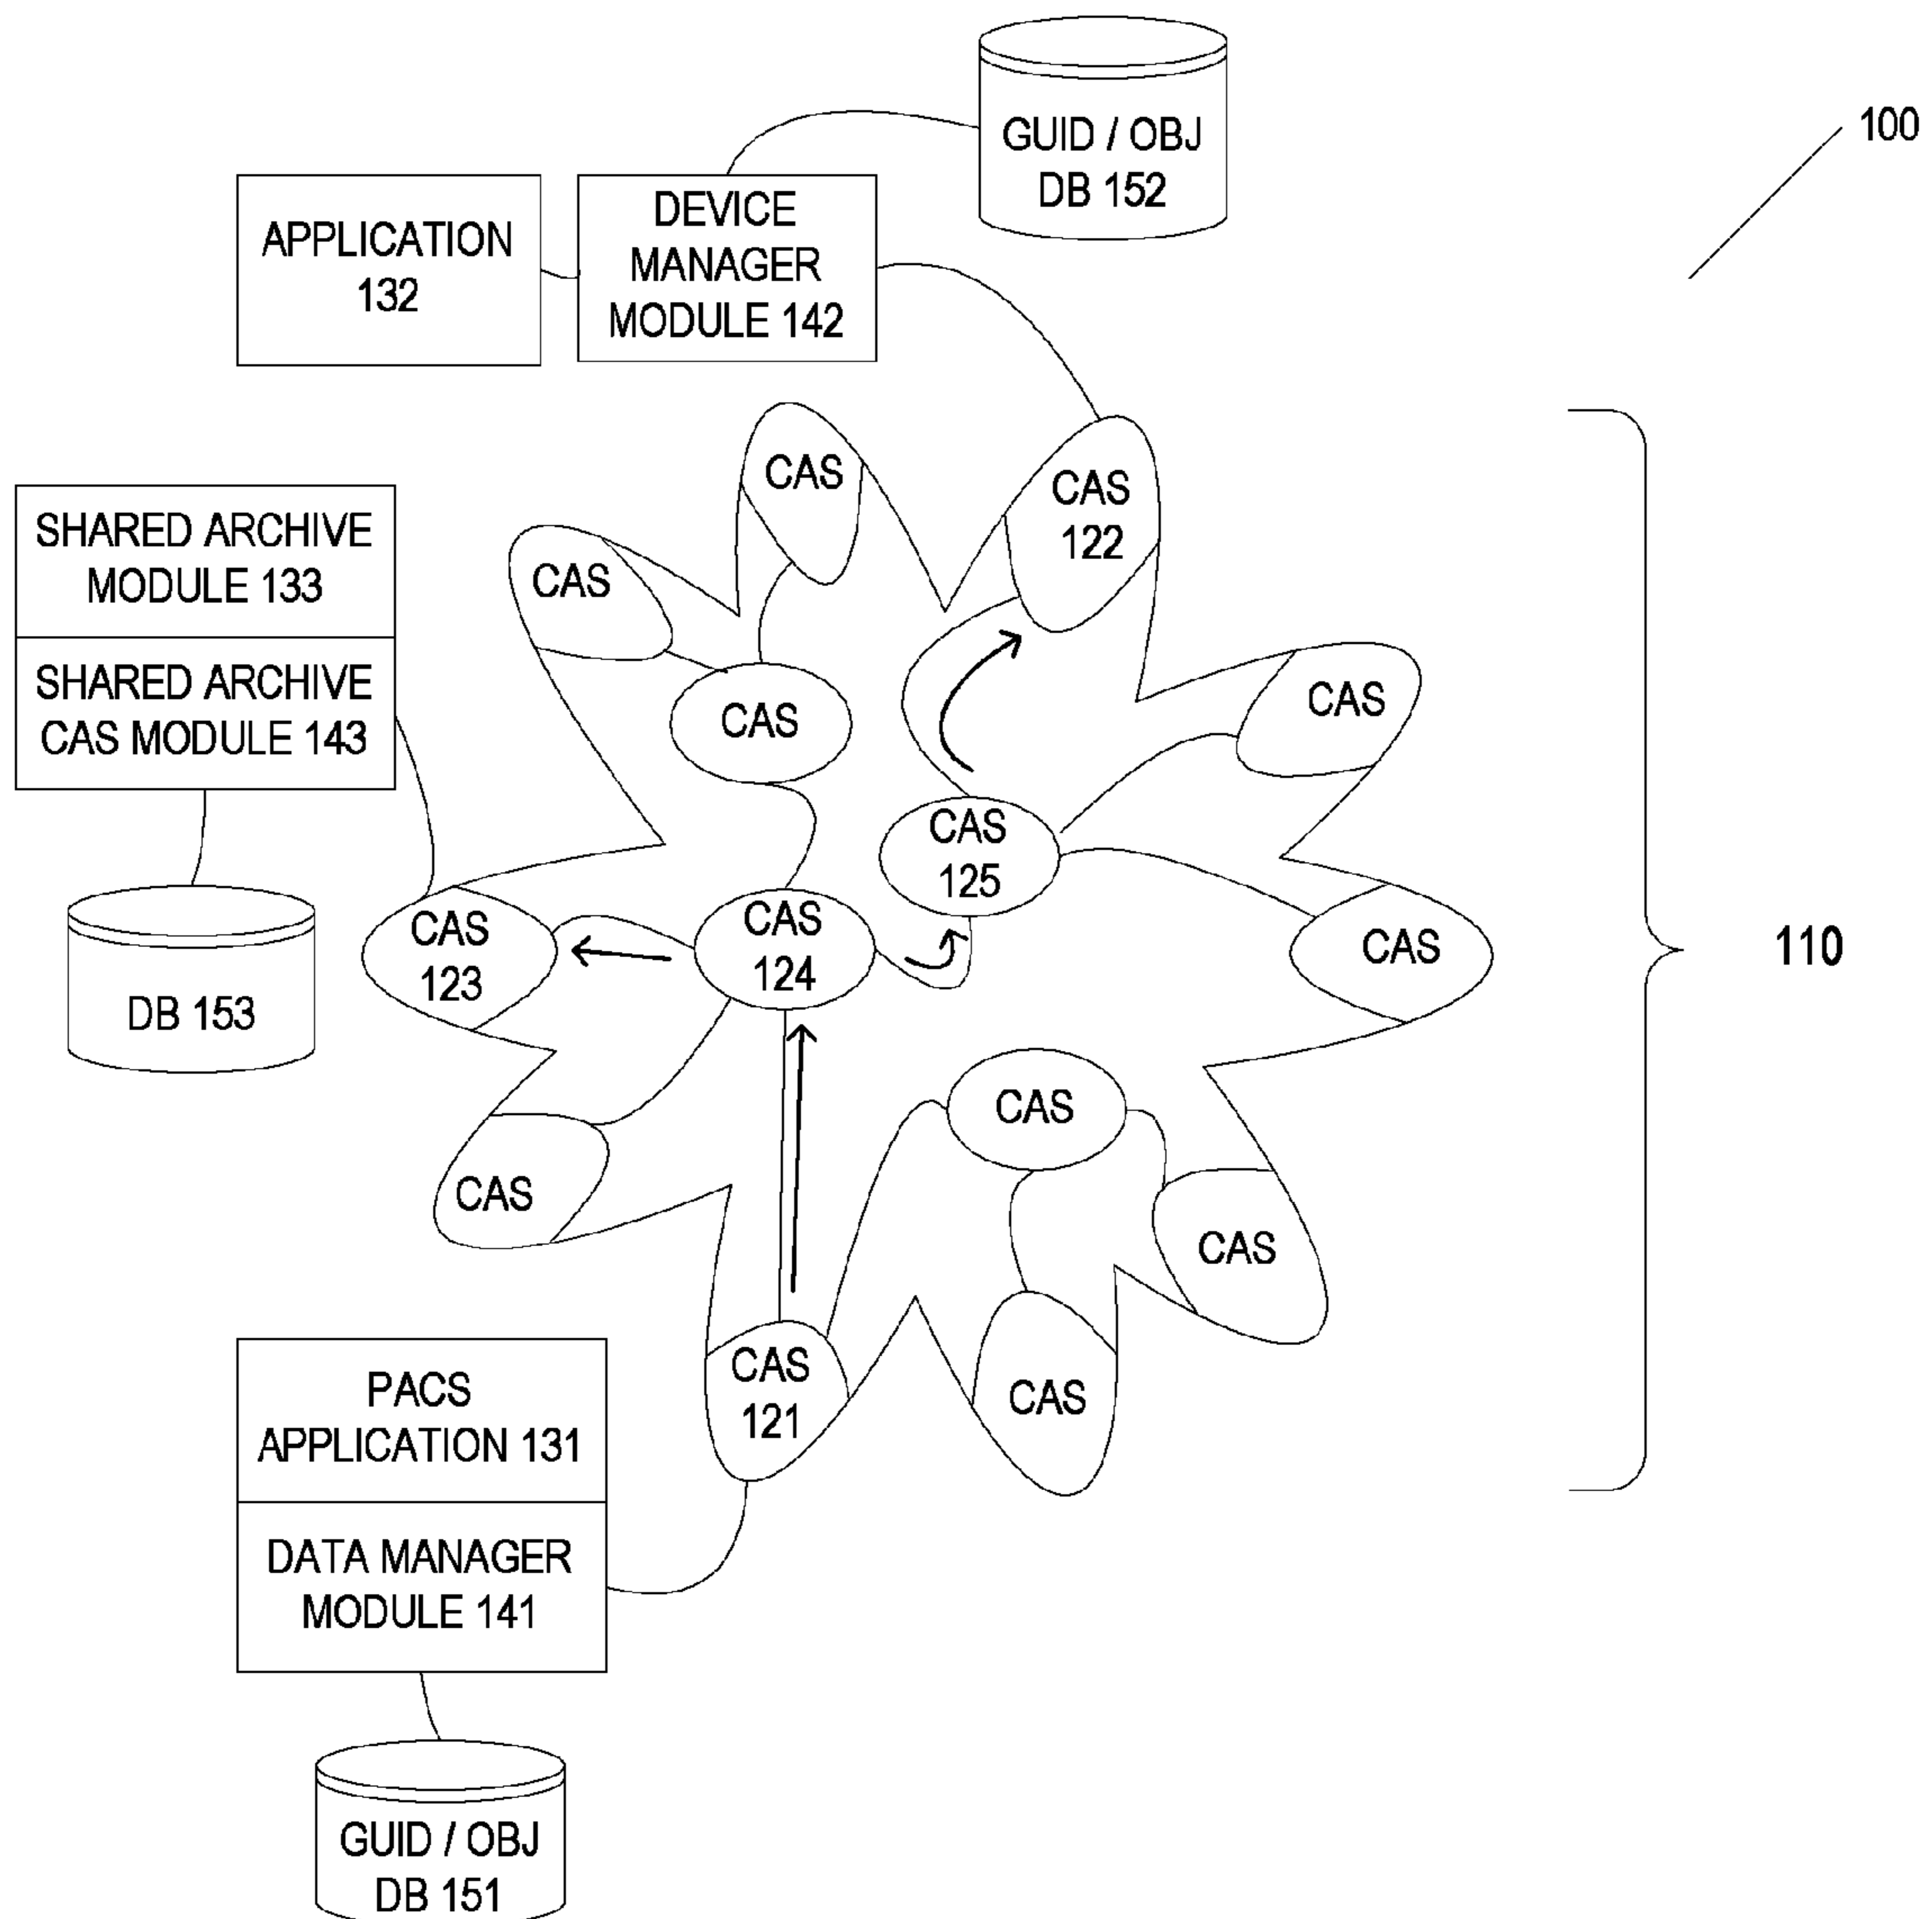 100
GUID / OBJ
DB 152
DEVICE
MANAGER
MODULE 142
APPLICATION
132
CAS
CAS
122
SHARED ARCHIVE
MODULE 133
CAS
SHARED ARCHIVE
CAS MODULE 143
CAS
CAS
CAS
125
CAS
123
CAS
124
CAS
110
DB 153
CAS
CAS
CAS
CAS
121
CAS
PACS
APPLICATION 131
DATA MANAGER
MODULE 141
GUID / OBJ
DB 151